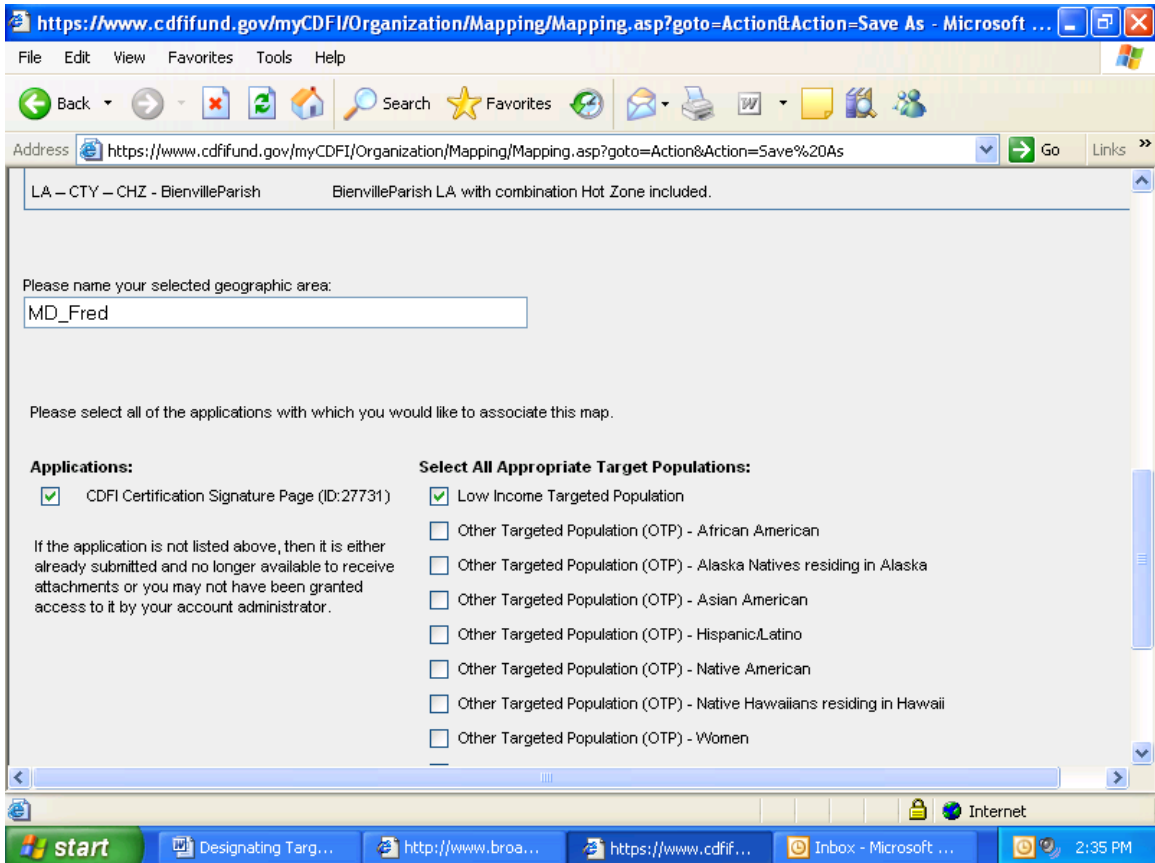 https://www.cdfifund.gov/myCDFI/Organization/Mapping/Mapping.asp?goto=Action&Action=Save As - Microsoft ...
File Edit View Favorites Tools Help
Back Search Favorites
Address https://www.cdfifund.gov/myCDFI/Organization/Mapping/Mapping.asp?goto=Action&Action=Save%20As Go Links »
LA – CTY – CHZ - BienvilleParish BienvilleParish LA with combination Hot Zone included.
Please name your selected geographic area:
MD_Fred
Please select all of the applications with which you would like to associate this map.
Applications: Select All Appropriate Target Populations:
CDFI Certification Signature Page (ID:27731) Low Income Targeted Population
Other Targeted Population (OTP) - African American
If the application is not listed above, then it is either
already submitted and no longer available to receive
attachments or you may not have been granted
access to it by your account administrator.
Other Targeted Population (OTP) - Alaska Natives residing in Alaska
Other Targeted Population (OTP) - Asian American
Other Targeted Population (OTP) - Hispanic/Latino
Other Targeted Population (OTP) - Native American
Other Targeted Population (OTP) - Native Hawaiians residing in Hawaii
Other Targeted Population (OTP) - Women
Internet
start Designating Targ... http://www.broa... https://www.cdfif... Inbox - Microsoft ... 2:35 PM